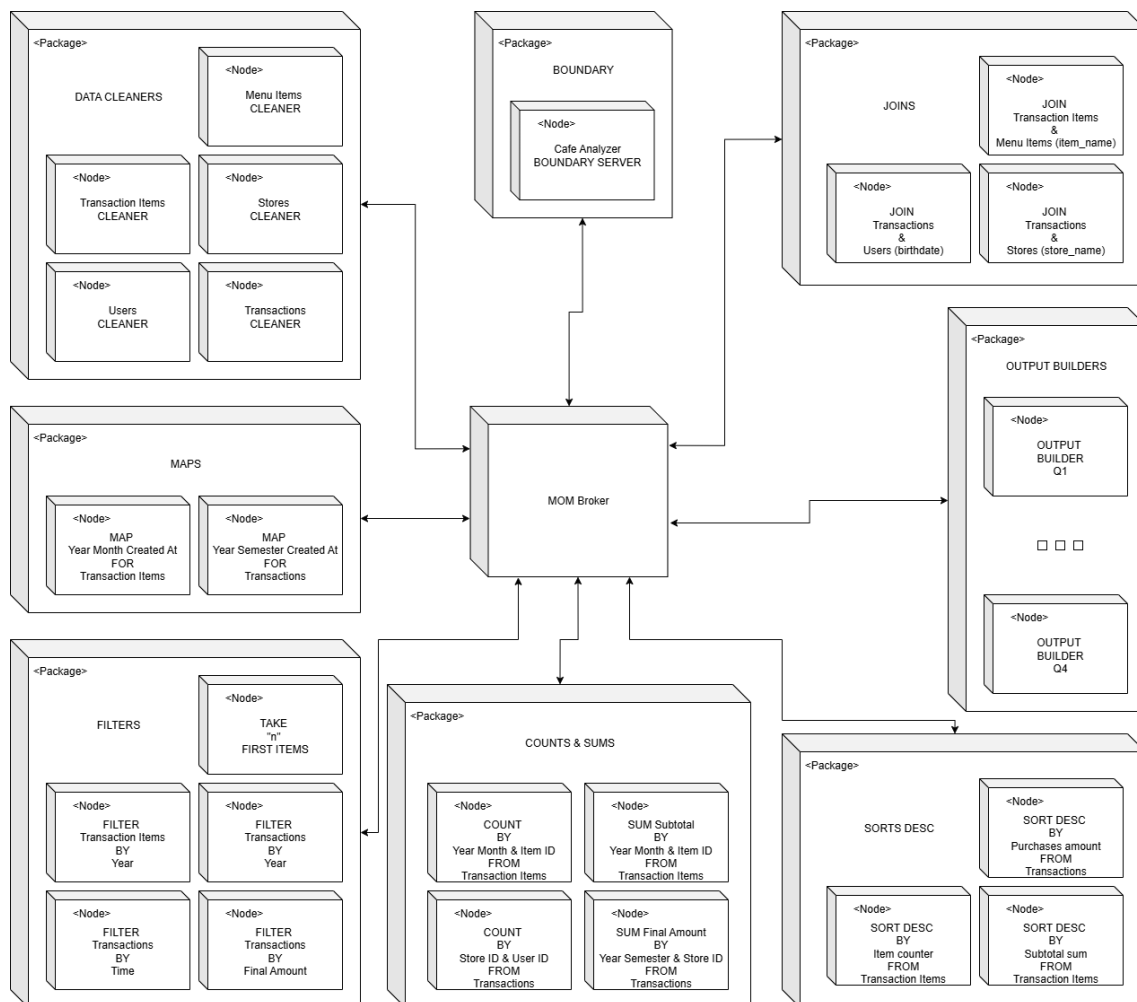 <Package>
DATA CLEANERS
<Node>
Menu Items
CLEANER
<Node>
Transaction Items
CLEANER
<Node>
Stores
CLEANER
<Node>
Users
CLEANER
<Node>
Transactions
CLEANER
<Package>
BOUNDARY
<Node>
Cafe Analyzer
BOUNDARY SERVER
<Package>
JOINS
<Node>
JOIN
Transaction Items
&
Menu Items (item_name)
<Node>
JOIN
Transactions
&
Users (birthdate)
<Node>
JOIN
Transactions
&
Stores (store_name)
<Package>
MAPS
<Node>
MAP
Year Month Created At
FOR
Transaction Items
<Node>
MAP
Year Semester Created At
FOR
Transactions
MOM Broker
<Package>
OUTPUT BUILDERS
<Node>
OUTPUT
BUILDER
Q1
<Node>
OUTPUT
BUILDER
Q4
<Package>
FILTERS
<Node>
TAKE
"n"
FIRST ITEMS
<Node>
FILTER
Transaction Items
BY
Year
<Node>
FILTER
Transactions
BY
Year
<Node>
FILTER
Transactions
BY
Time
<Node>
FILTER
Transactions
BY
Final Amount
<Package>
COUNTS & SUMS
<Node>
COUNT
BY
Year Month & Item ID
FROM
Transaction Items
<Node>
SUM Subtotal
BY
Year Month & Item ID
FROM
Transaction Items
<Node>
COUNT
BY
Store ID & User ID
FROM
Transactions
<Node>
SUM Final Amount
BY
Year Semester & Store ID
FROM
Transactions
<Package>
SORTS DESC
<Node>
SORT DESC
BY
Purchases amount
FROM
Transactions
<Node>
SORT DESC
BY
Item counter
FROM
Transaction Items
<Node>
SORT DESC
BY
Subtotal sum
FROM
Transaction Items